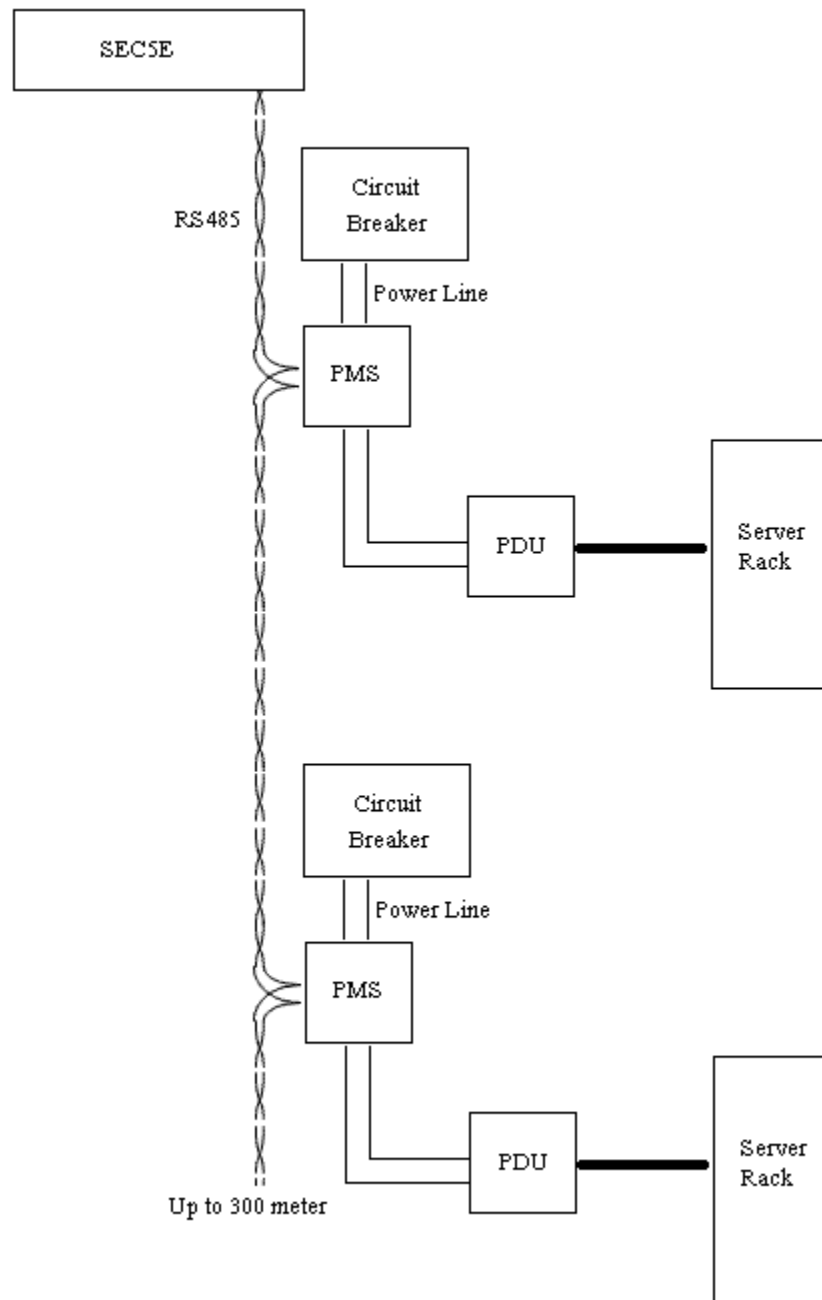 SEC5E
RS485
Circuit
Breaker
Power Line
PMS
PDU
Server
Rack
Circuit
Breaker
Power Line
PMS
PDU
Server
Rack
Up to 300 meter